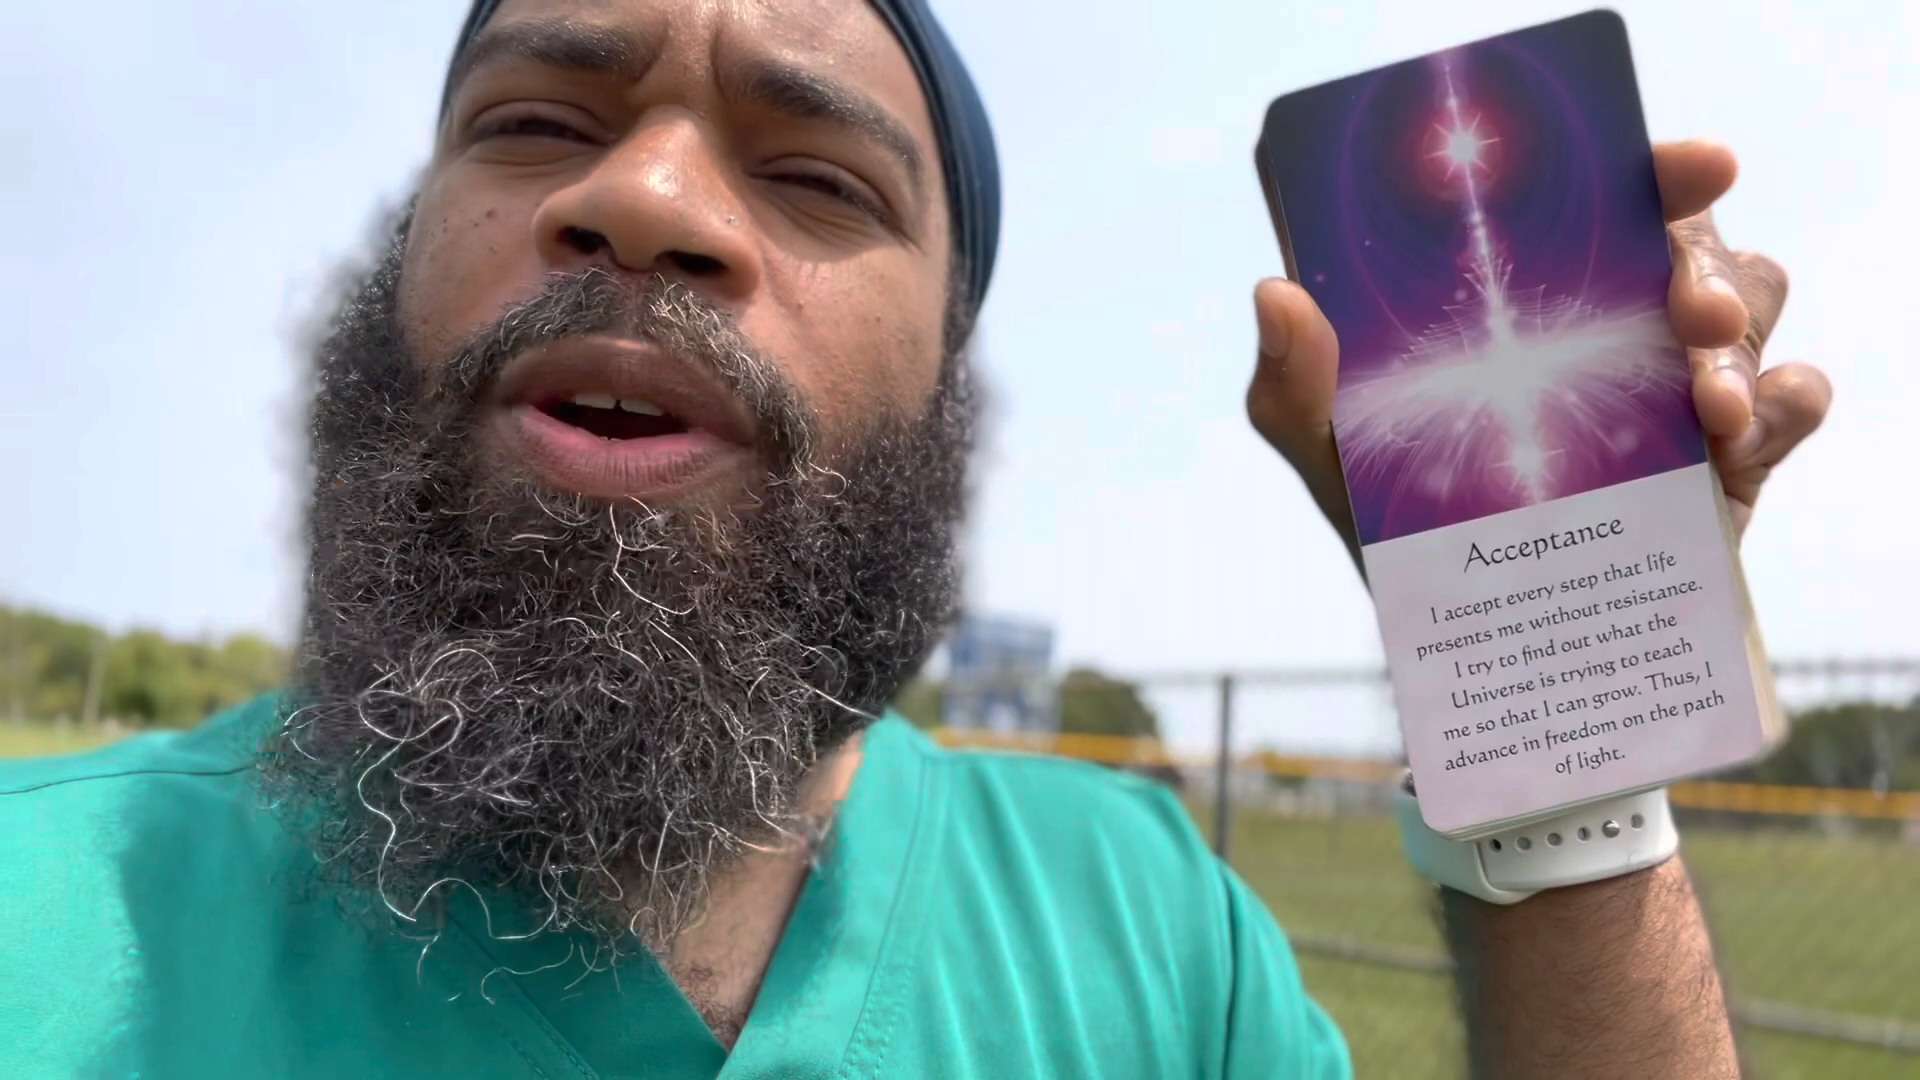 Acceptance
I accept every step that life
presents me without resistance.
I try to find out what the
Universe is trying to teach
me so that I can grow. Thus, I
advance in freedom on the path
of light.